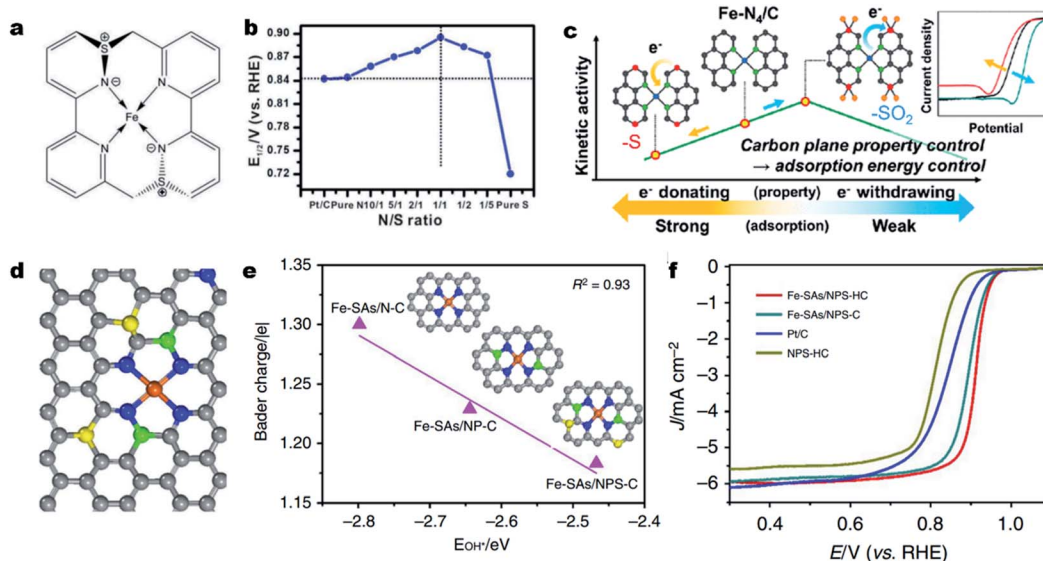 a
S
⊕
N
⊖
N
Fe
N
N
⊖
S
⊕
b
E1/2/V (vs. RHE)
0.90
0.88
0.84
0.80
0.76
0.72
Pt/C Pure N 10/1 5/1 2/1 1/1 1/2 1/5 Pure S
N/S ratio
c
Kinetic activity
e-
-S
Fe-N4/C
e-
-SO2
Current density
Potential
Carbon plane property control
→ adsorption energy control
e- donating (property) e- withdrawing
Strong (adsorption) Weak
d
e
Bader charge/|e|
1.35
1.30
1.25
1.20
1.15
R² = 0.93
Fe-SAs/N-C
Fe-SAs/NP-C
Fe-SAs/NPS-C
−2.8 −2.7 −2.6 −2.5 −2.4
EOH*/eV
f
J/mA cm−2
0
−1
−2
−3
−4
−5
−6
Fe-SAs/NPS-HC
Fe-SAs/NPS-C
Pt/C
NPS-HC
0.4 0.6 0.8 1.0
E/V (vs. RHE)